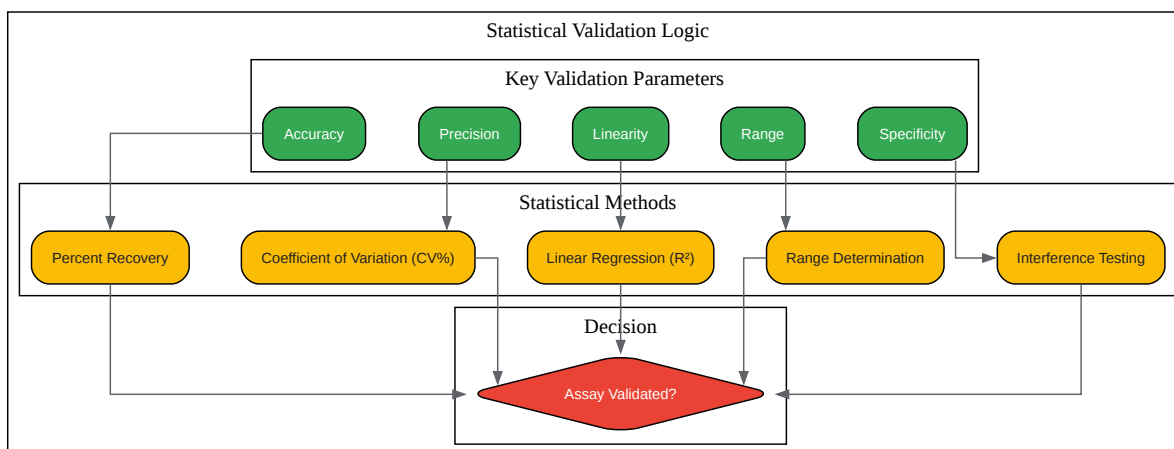 Statistical Validation Logic
Key Validation Parameters
Accuracy
Precision
Linearity
Range
Specificity
Statistical Methods
Percent Recovery
Coefficient of Variation (CV%)
Linear Regression (R²)
Range Determination
Interference Testing
Decision
Assay Validated?